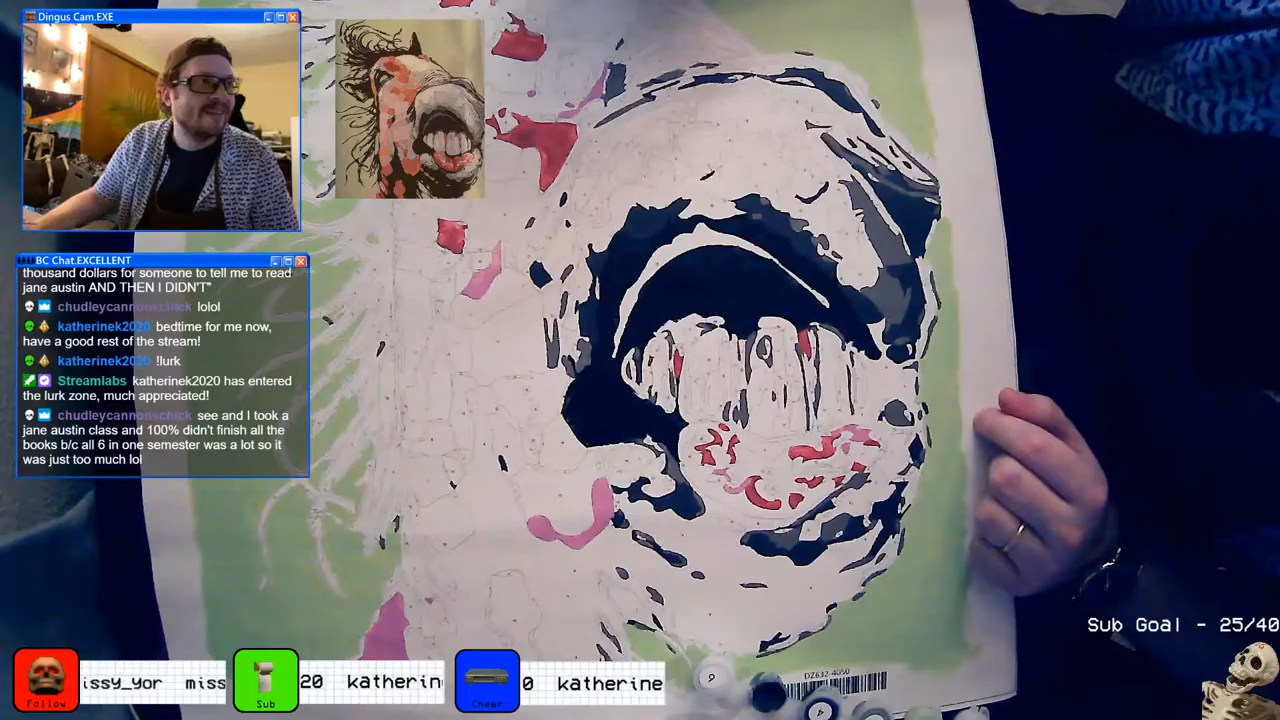 Dingus Cam.EXE
BC Chat.EXCELLENT
thousand dollars for someone to tell me to read
jane austin AND THEN I DIDN'T"
chudleycannonschick lolol
katherinek2020 bedtime for me now,
have a good rest of the stream!
katherinek2020 !lurk
Streamlabs katherinek2020 has entered
the lurk zone, much appreciated!
chudleycannonschick see and I took a
jane austin class and 100% didn't finish all the
books b/c all 6 in one semester was a lot so it
was just too much lol
Sub Goal - 25/40
DZ632-4050
9
4
Follow
issy_yor miss
Sub
20 katherin
Cheer
0 katherine